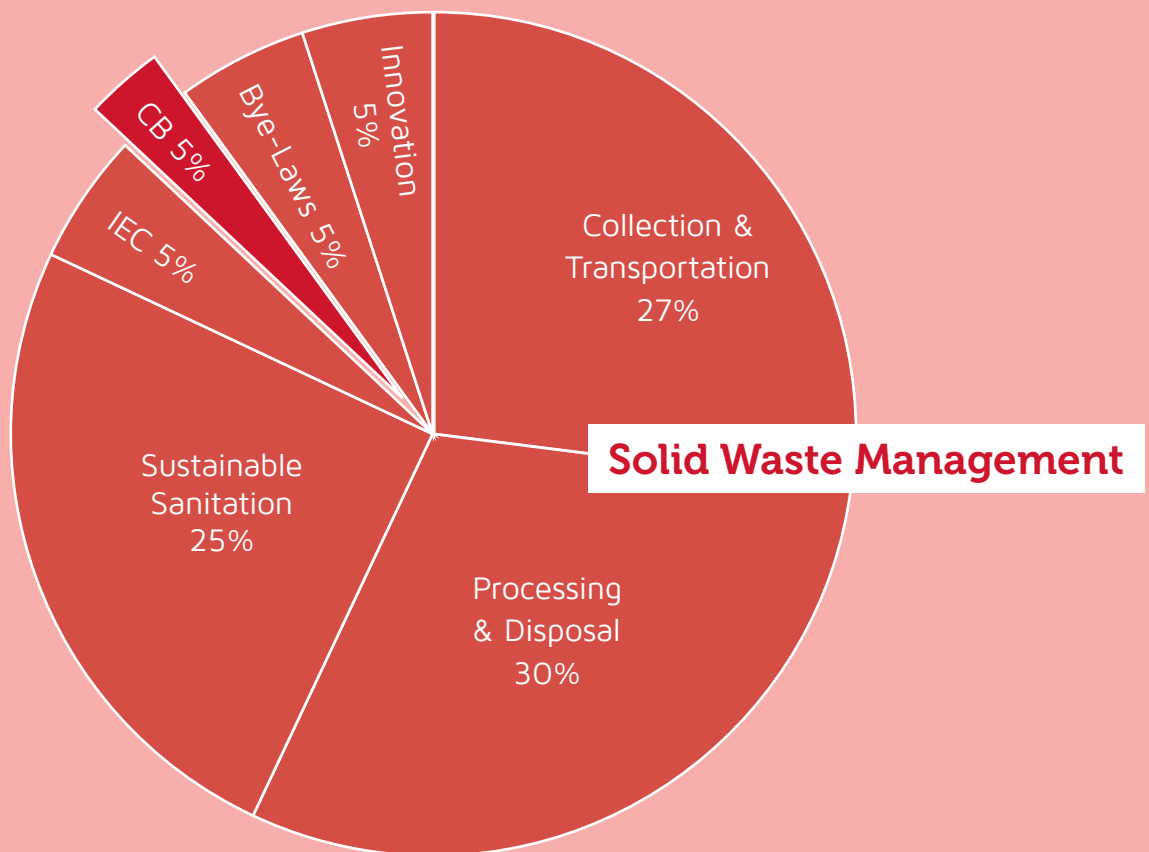 Innovation
5%
Bye-Laws 5%
CB 5%
IEC 5%
Collection &
Transportation
27%
Solid Waste Management
Sustainable
Sanitation
25%
Processing
& Disposal
30%